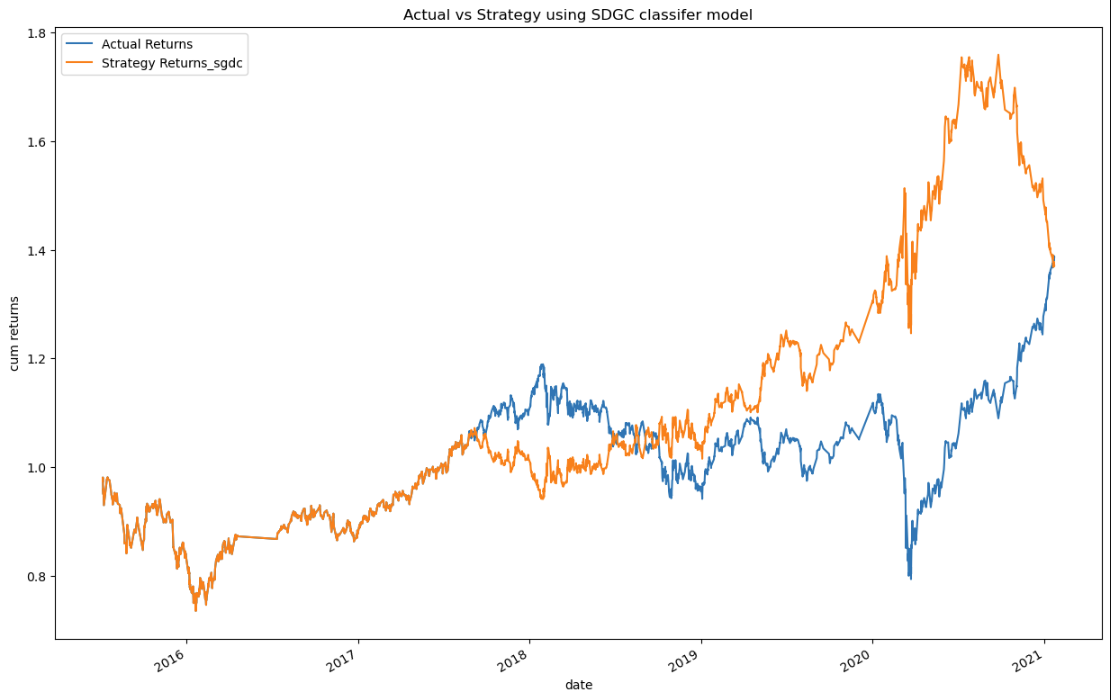 Actual vs Strategy using SDGC classifer model
Actual Returns
Strategy Returns_sgdc
cum returns
1.8
1.6
1.4
1.2
1.0
0.8
2016
2017
2018
2019
2020
2021
date